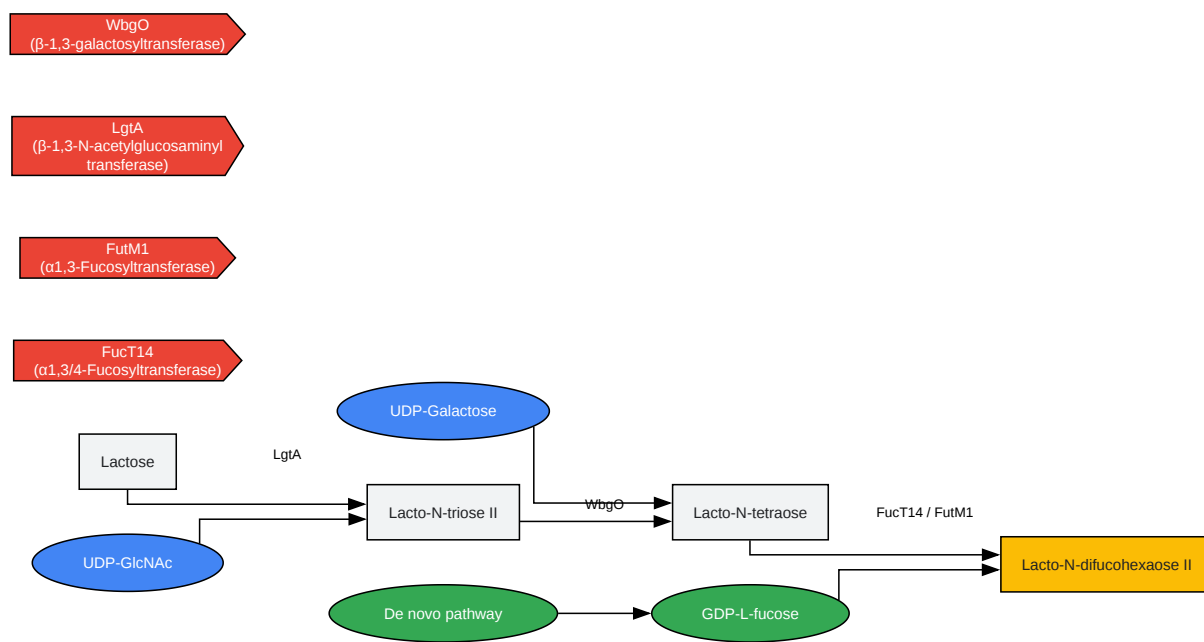 WbgO
(β-1,3-galactosyltransferase)
LgtA
(β-1,3-N-acetylglucosaminyl
transferase)
FutM1
(α1,3-Fucosyltransferase)
FucT14
(α1,3/4-Fucosyltransferase)
UDP-Galactose
Lactose
LgtA
Lacto-N-triose II
WbgO
Lacto-N-tetraose
FucT14 / FutM1
UDP-GlcNAc
Lacto-N-difucohexaose II
De novo pathway
GDP-L-fucose